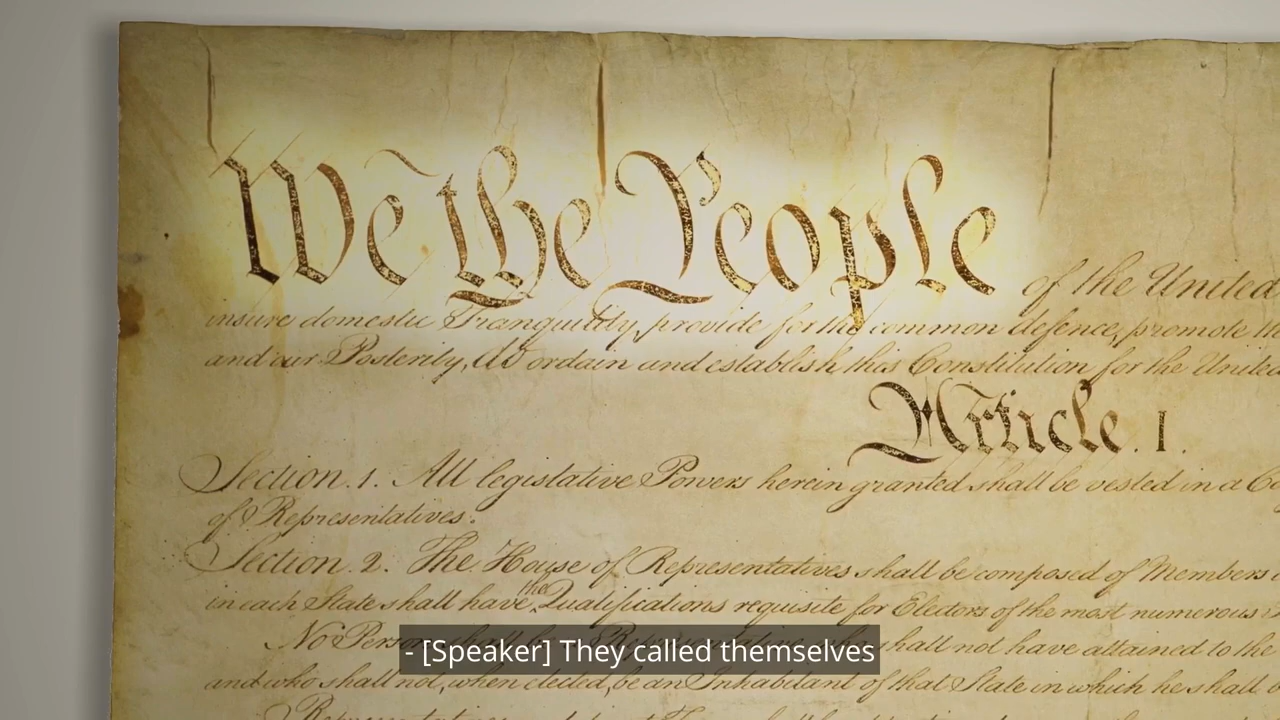 We the People of the United
insure domestic Tranquility, provide for the common defence, promote
and our Posterity, do ordain and establish this Constitution for the United
Article. I.
Section. 1. All legislative Powers herein granted shall be vested in a
of Representatives.
Section. 2. The House of Representatives shall be composed of Members
the
in each State shall have Qualifications requisite for Electors of the most numerous
No Person shall not have attained to the
- [Speaker] They called themselves
and who shall not, when elected, be an Inhabitant of that State in which he shall